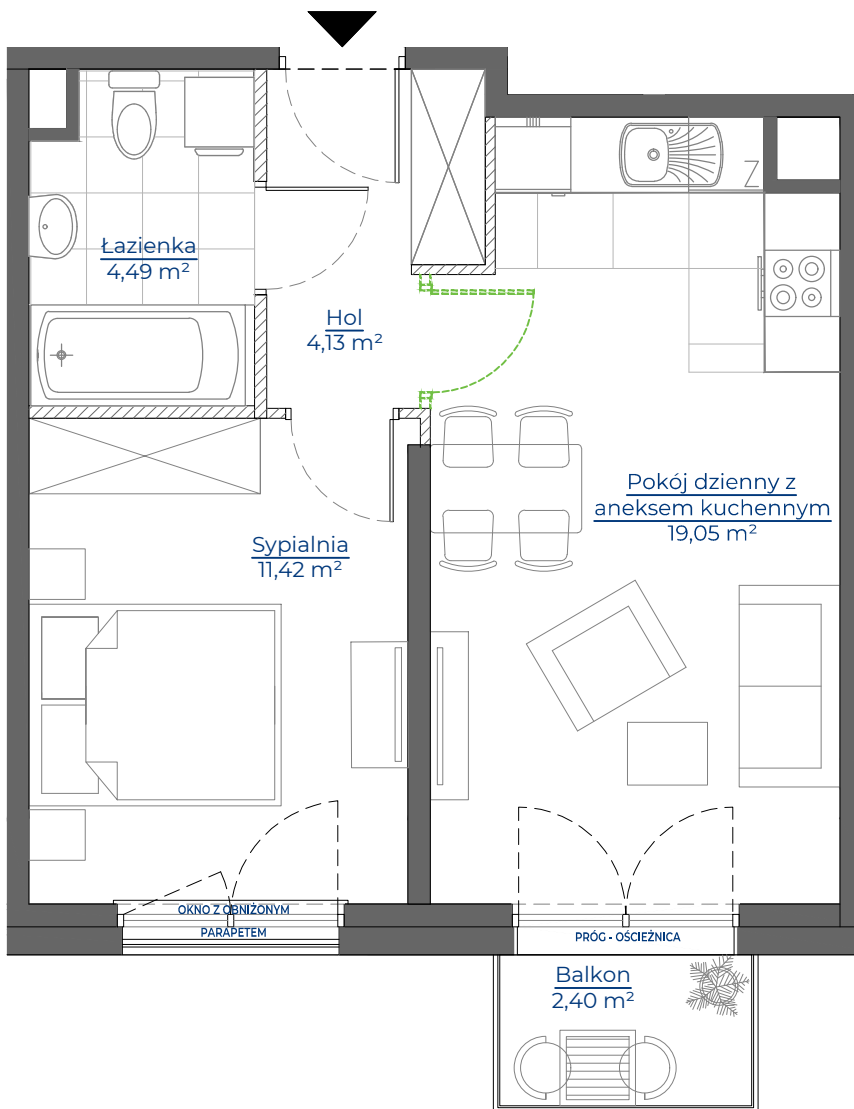 Łazienka
4,49 m²
Hol
4,13 m²
Z
Pokój dzienny z
aneksem kuchennym
19,05 m²
Sypialnia
11,42 m²
OKNO Z OBNIŻONYM
PARAPETEM
PRÓG - OŚCIEŻNICA
Balkon
2,40 m²